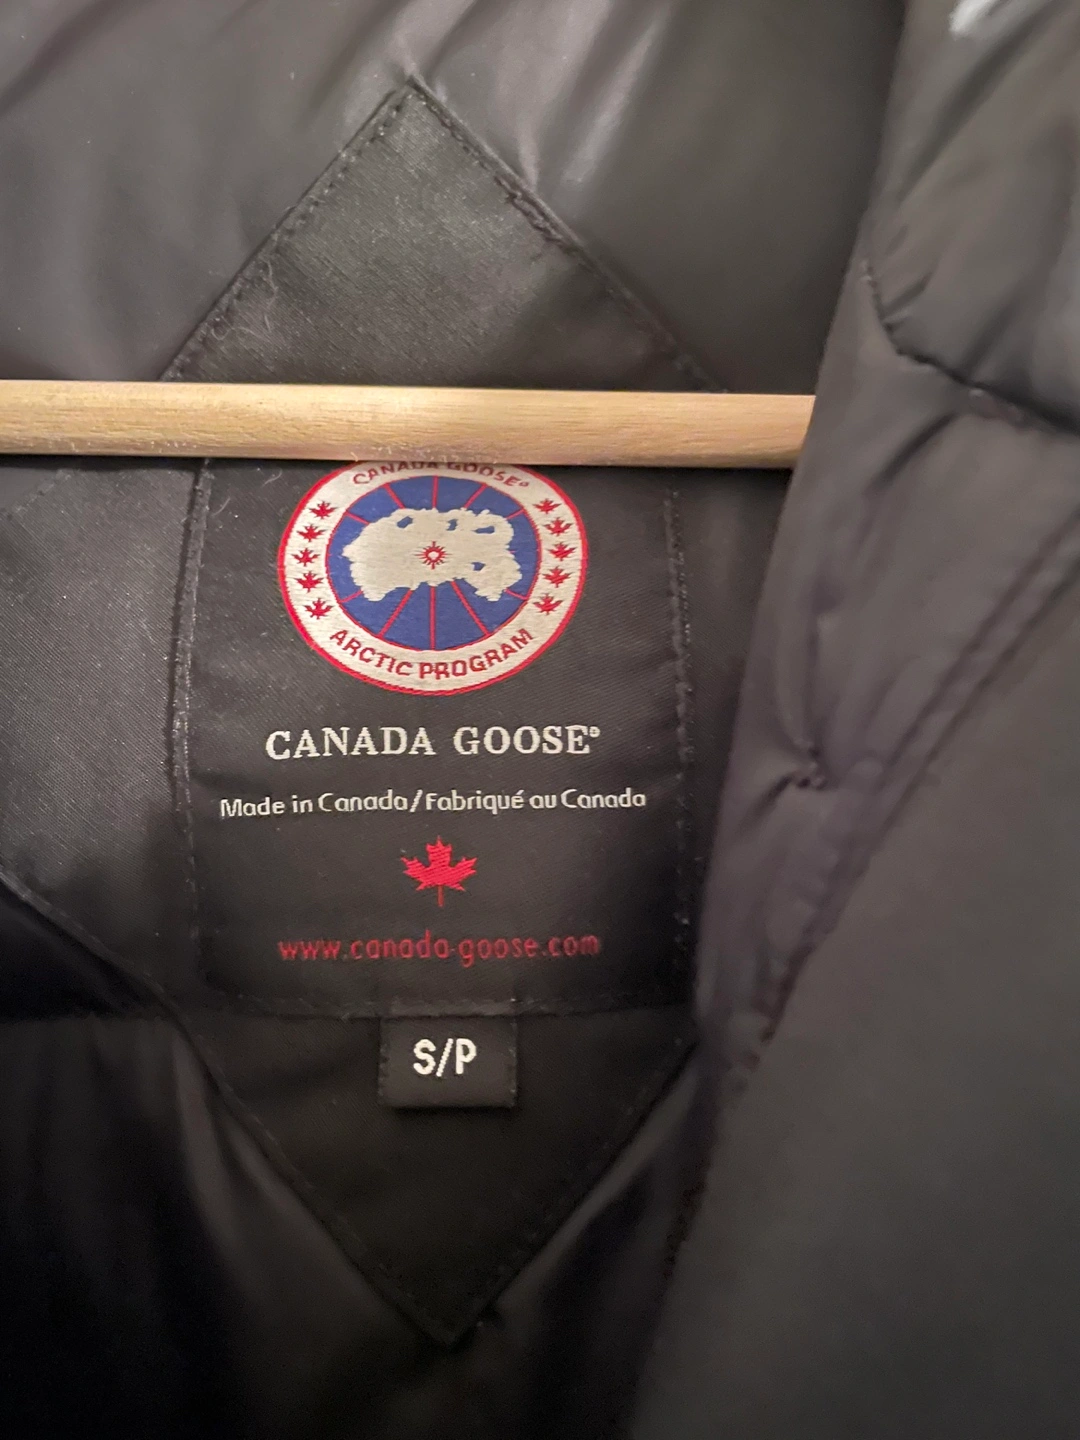 CANADA GOOSE®
ARCTIC PROGRAM
CANADA GOOSE®
Made in Canada/Fabriqué au Canada
www.canada-goose.com
S/P